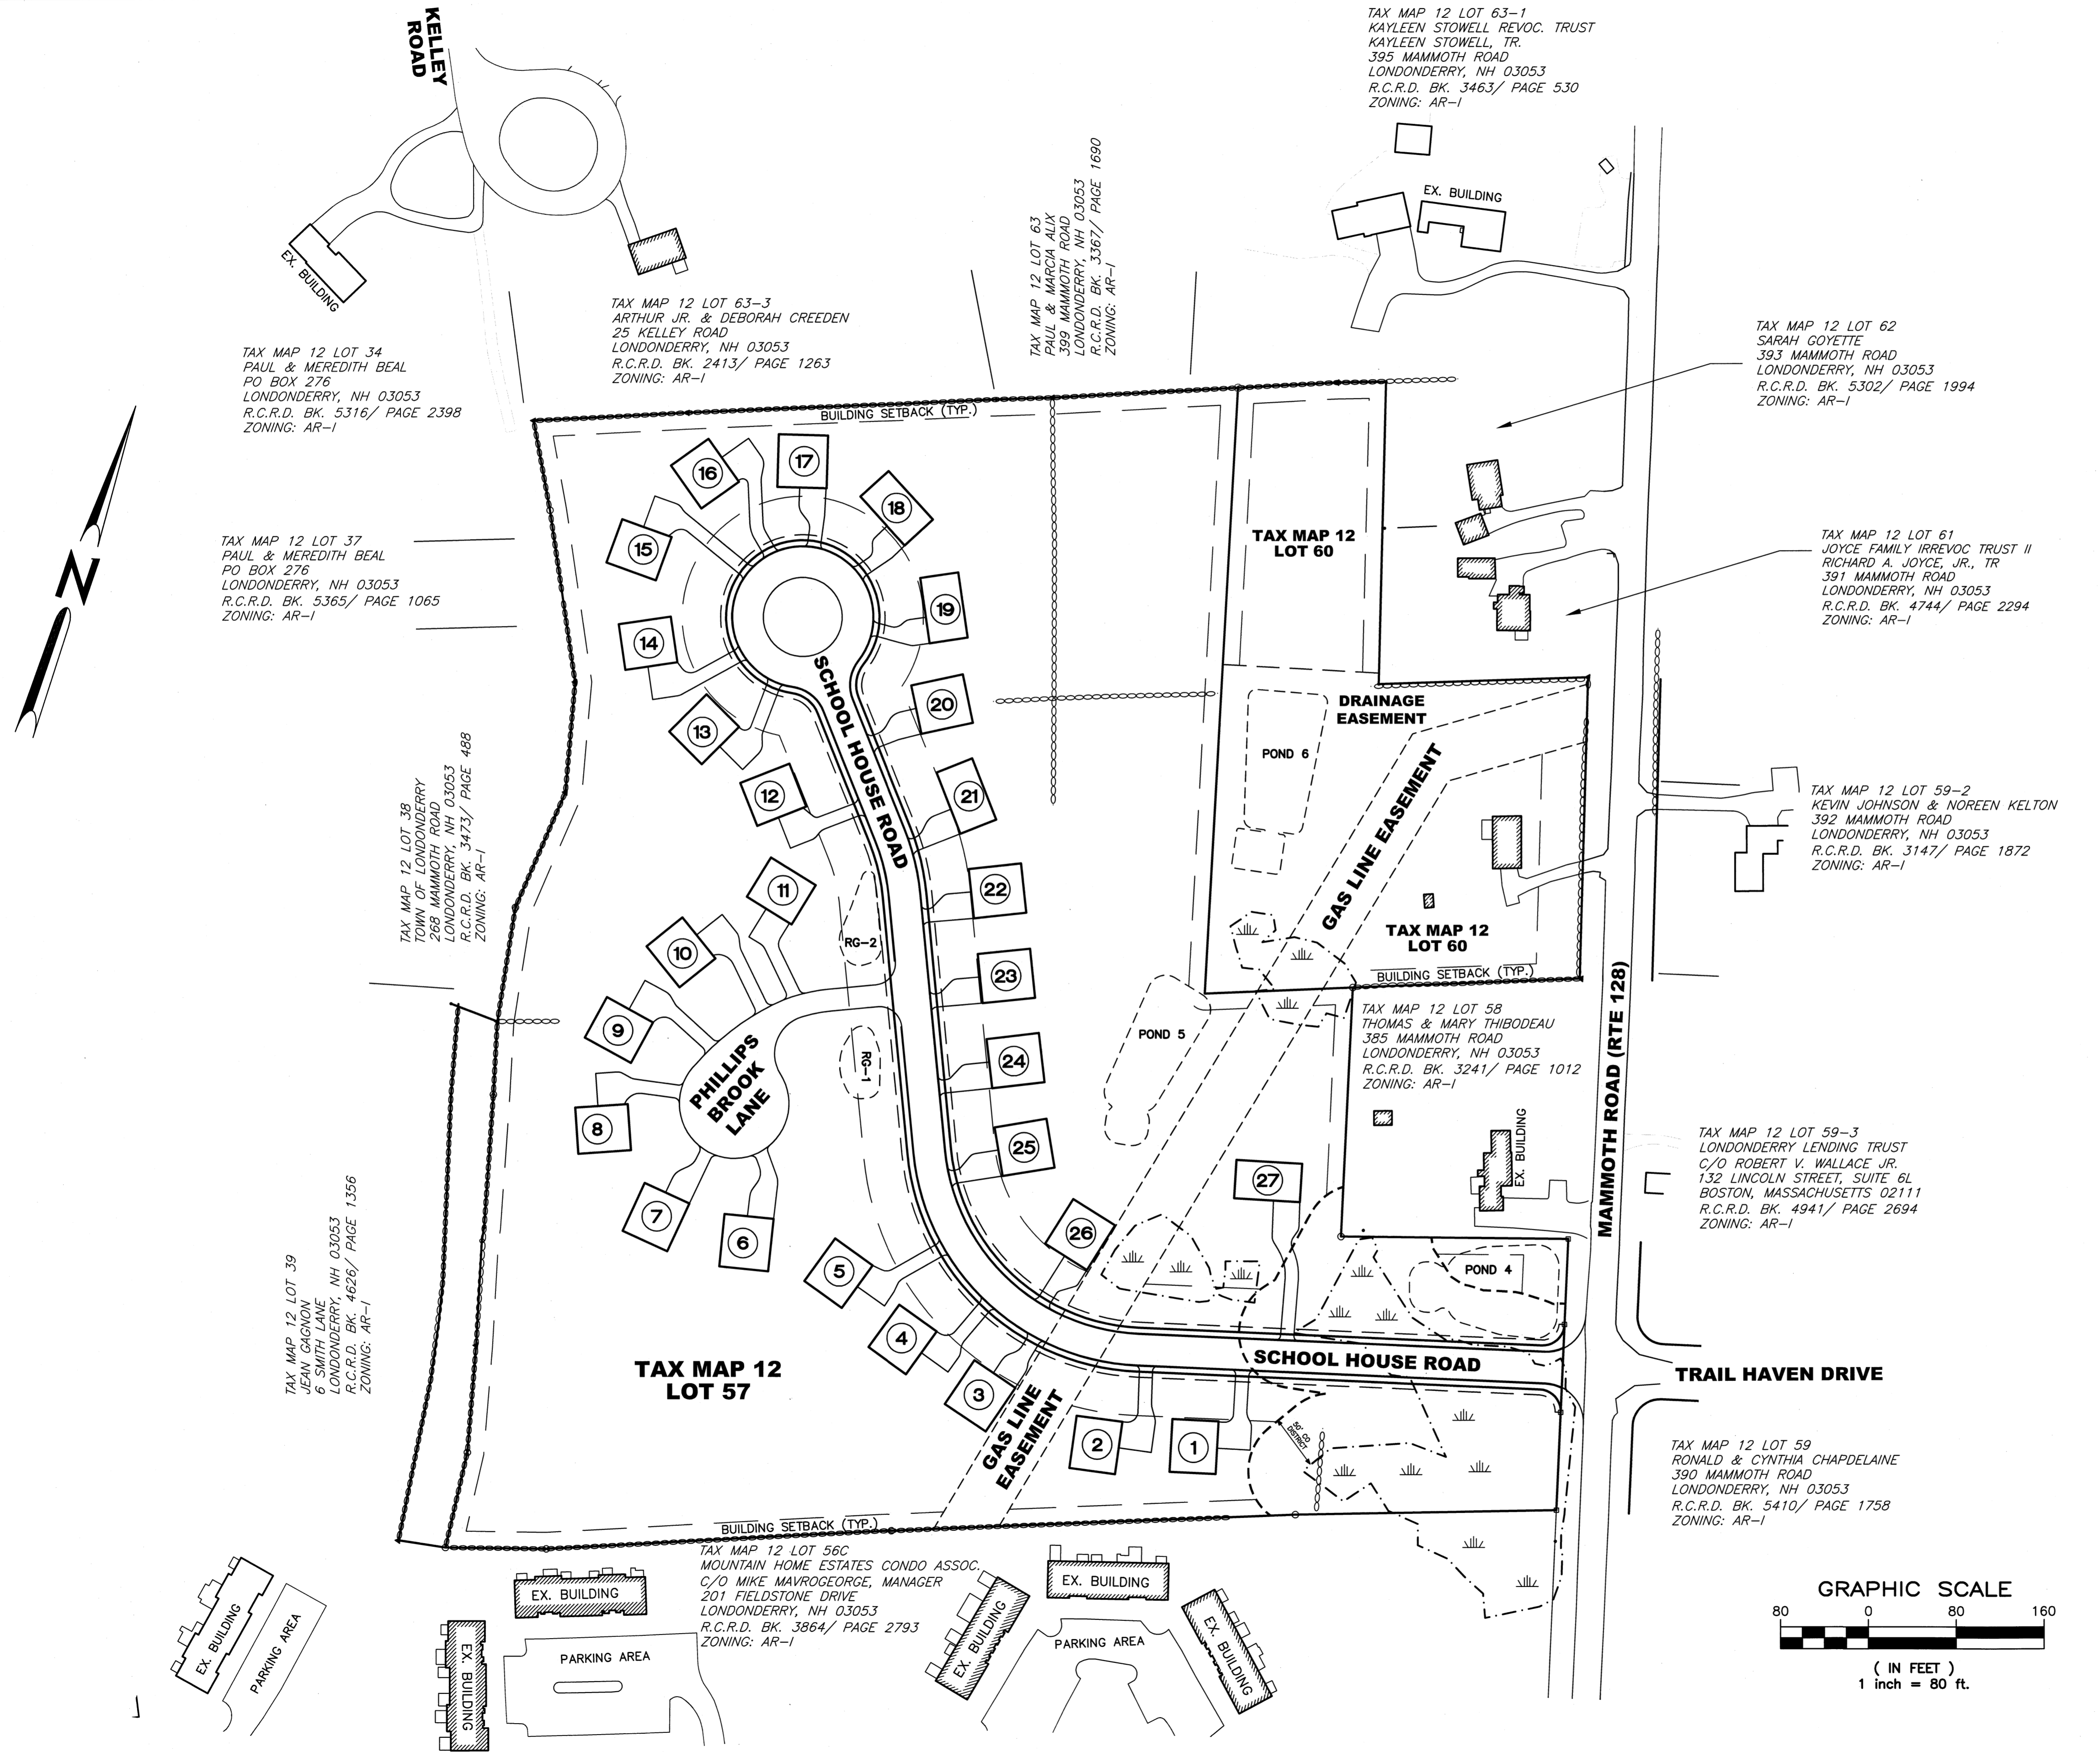 KELLEY
ROAD
TAX MAP 12 LOT 63-1
KAYLEEN STOWELL REVOC. TRUST
KAYLEEN STOWELL, TR.
395 MAMMOTH ROAD
LONDONDERRY, NH 03053
R.C.R.D. BK. 3463/ PAGE 530
ZONING: AR-I
EX. BUILDING
EX. BUILDING
TAX MAP 12 LOT 63
PAUL & MARCIA ALIX
399 MAMMOTH ROAD
LONDONDERRY, NH 03053
R.C.R.D. BK. 3367/ PAGE 1690
ZONING: AR-I
TAX MAP 12 LOT 63-3
ARTHUR JR. & DEBORAH CREEDEN
25 KELLEY ROAD
LONDONDERRY, NH 03053
R.C.R.D. BK. 2413/ PAGE 1263
ZONING: AR-I
TAX MAP 12 LOT 34
PAUL & MEREDITH BEAL
PO BOX 276
LONDONDERRY, NH 03053
R.C.R.D. BK. 5316/ PAGE 2398
ZONING: AR-I
TAX MAP 12 LOT 62
SARAH GOYETTE
393 MAMMOTH ROAD
LONDONDERRY, NH 03053
R.C.R.D. BK. 5302/ PAGE 1994
ZONING: AR-I
BUILDING SETBACK (TYP.)
N
TAX MAP 12 LOT 37
PAUL & MEREDITH BEAL
PO BOX 276
LONDONDERRY, NH 03053
R.C.R.D. BK. 5365/ PAGE 1065
ZONING: AR-I
16
17
18
15
19
14
20
13
12
21
TAX MAP 12
LOT 60
TAX MAP 12 LOT 61
JOYCE FAMILY IRREVOC TRUST II
RICHARD A. JOYCE, JR., TR
391 MAMMOTH ROAD
LONDONDERRY, NH 03053
R.C.R.D. BK. 4744/ PAGE 2294
ZONING: AR-I
SCHOOL HOUSE ROAD
DRAINAGE
EASEMENT
POND 6
GAS LINE EASEMENT
TAX MAP 12 LOT 38
TOWN OF LONDONDERRY
268 MAMMOTH ROAD
LONDONDERRY, NH 03053
R.C.R.D. BK. 3473/ PAGE 488
ZONING: AR-I
TAX MAP 12 LOT 59-2
KEVIN JOHNSON & NOREEN KELTON
392 MAMMOTH ROAD
LONDONDERRY, NH 03053
R.C.R.D. BK. 3147/ PAGE 1872
ZONING: AR-I
11
22
10
RG-2
23
TAX MAP 12
LOT 60
BUILDING SETBACK (TYP.)
MAMMOTH ROAD (RTE 128)
9
PHILLIPS
BROOK
LANE
RG-1
24
POND 5
TAX MAP 12 LOT 58
THOMAS & MARY THIBODEAU
385 MAMMOTH ROAD
LONDONDERRY, NH 03053
R.C.R.D. BK. 3241/ PAGE 1012
ZONING: AR-I
8
25
EX. BUILDING
TAX MAP 12 LOT 59-3
LONDONDERRY LENDING TRUST
C/O ROBERT V. WALLACE JR.
132 LINCOLN STREET, SUITE 6L
BOSTON, MASSACHUSETTS 02111
R.C.R.D. BK. 4941/ PAGE 2694
ZONING: AR-I
27
7
6
26
5
POND 4
TAX MAP 12 LOT 39
JEAN GAGNON
6 SMITH LANE
LONDONDERRY, NH 03053
R.C.R.D. BK. 4626/ PAGE 1356
ZONING: AR-I
4
3
TAX MAP 12
LOT 57
SCHOOL HOUSE ROAD
TRAIL HAVEN DRIVE
GAS LINE
EASEMENT
2
1
50' CO
DISTRICT
TAX MAP 12 LOT 59
RONALD & CYNTHIA CHAPDELAINE
390 MAMMOTH ROAD
LONDONDERRY, NH 03053
R.C.R.D. BK. 5410/ PAGE 1758
ZONING: AR-I
BUILDING SETBACK (TYP.)
TAX MAP 12 LOT 56C
MOUNTAIN HOME ESTATES CONDO ASSOC.
C/O MIKE MAVROGEORGE, MANAGER
201 FIELDSTONE DRIVE
LONDONDERRY, NH 03053
R.C.R.D. BK. 3864/ PAGE 2793
ZONING: AR-I
EX. BUILDING
PARKING AREA
EX. BUILDING
EX. BUILDING
PARKING AREA
EX. BUILDING
EX. BUILDING
PARKING AREA
EX. BUILDING
GRAPHIC SCALE
80 0 80 160
( IN FEET )
1 inch = 80 ft.